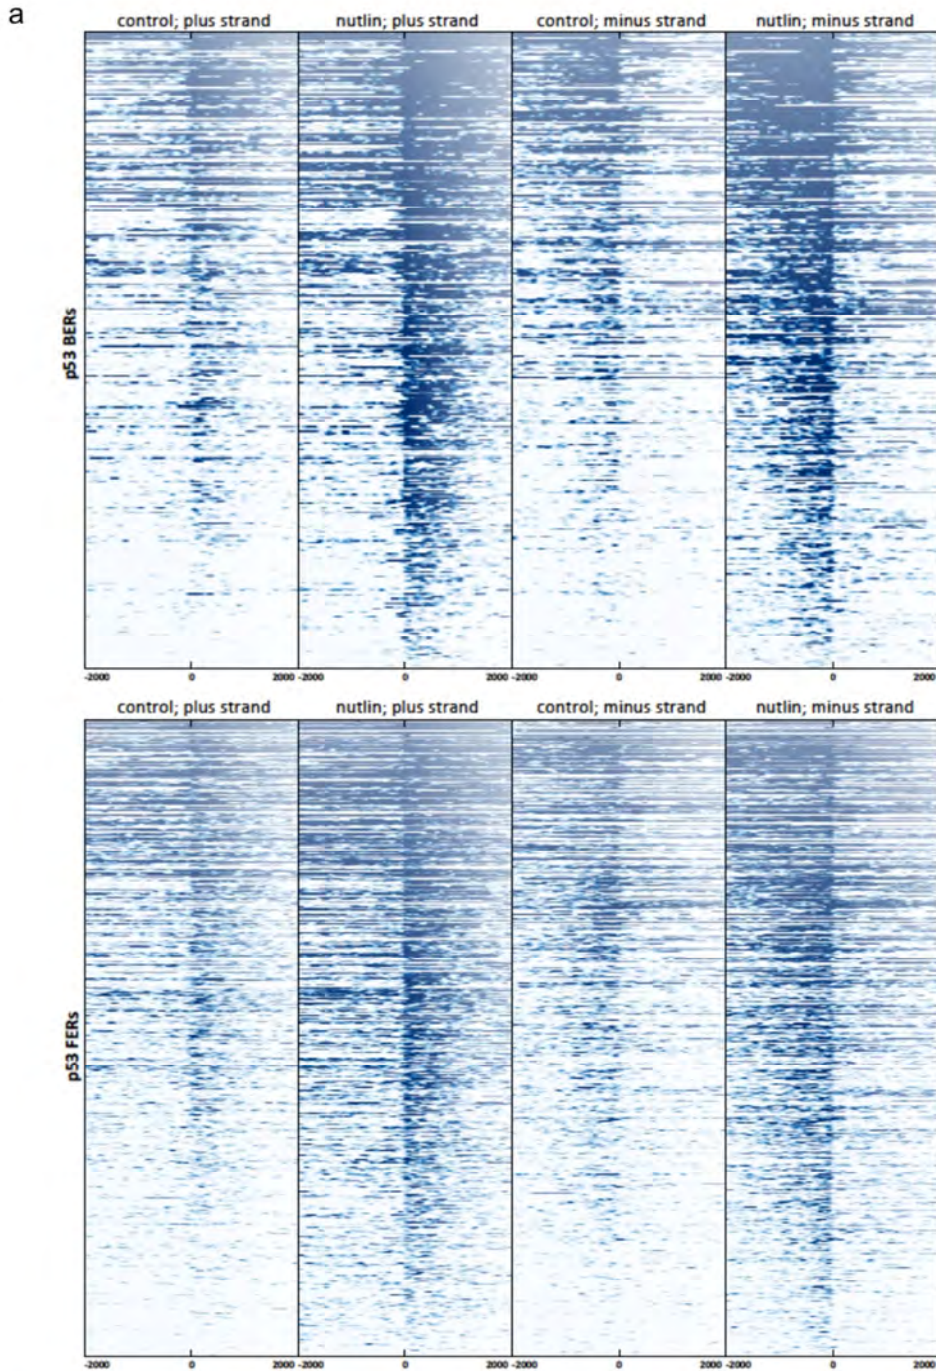 a
control; plus strand nutlin; plus strand control; minus strand nutlin; minus strand
p53 BERs
-2000 0 2000 -2000 0 2000 -2000 0 2000 -2000 0 2000
control; plus strand nutlin; plus strand control; minus strand nutlin; minus strand
p53 FERs
-2000 0 2000 -2000 0 2000 -2000 0 2000 -2000 0 2000